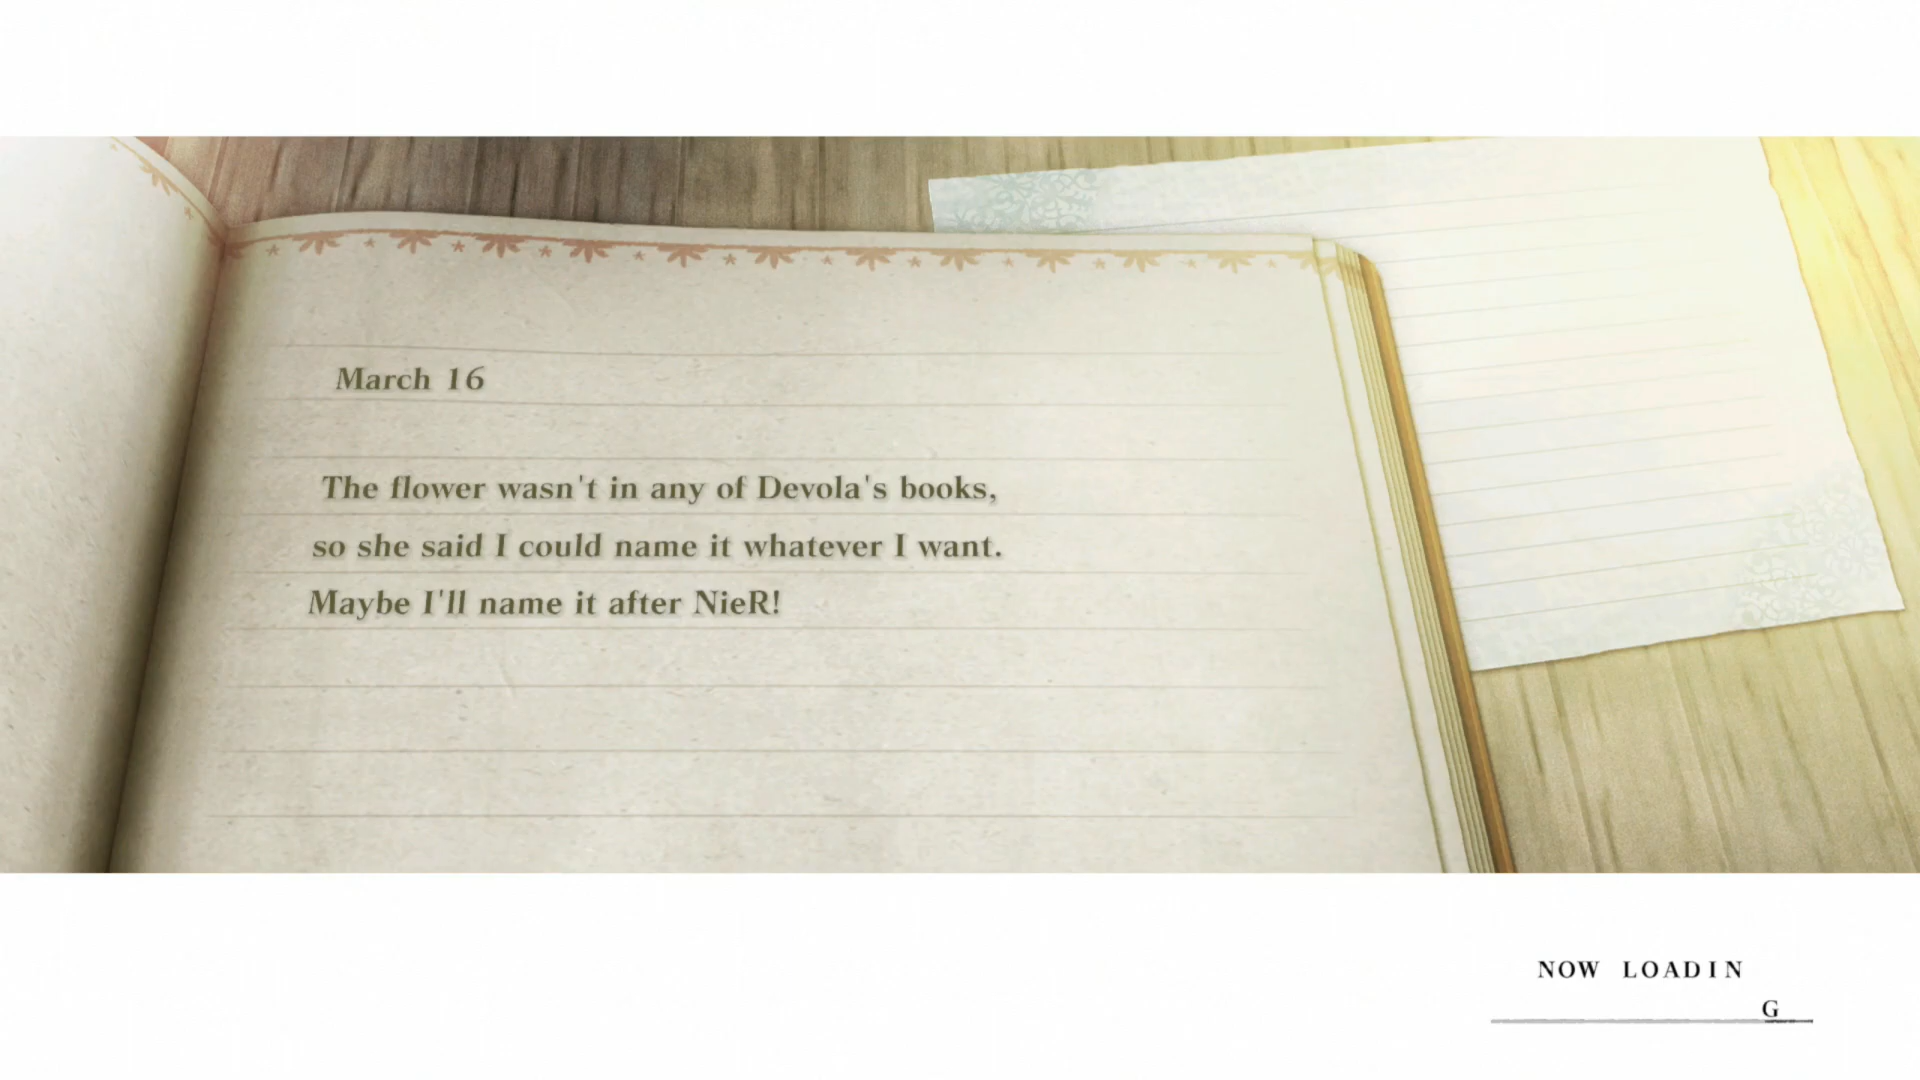 March 16
The flower wasn't in any of Devola's books,
so she said I could name it whatever I want.
Maybe I'll name it after NieR!
NOW LOADIN
G